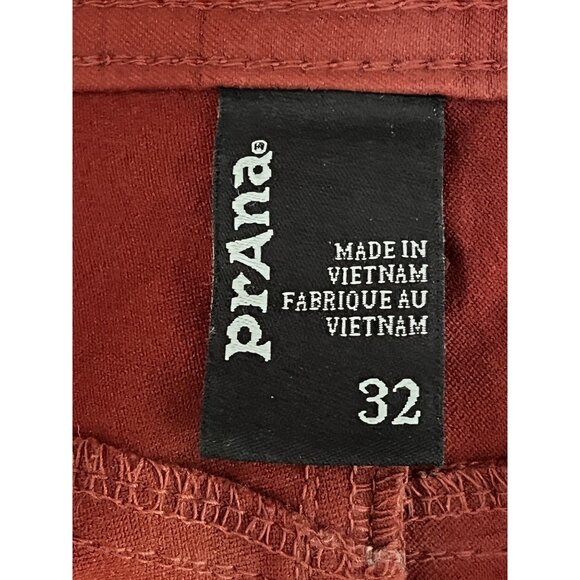 prAna®
MADE IN
VIETNAM
FABRIQUE AU
VIETNAM
32